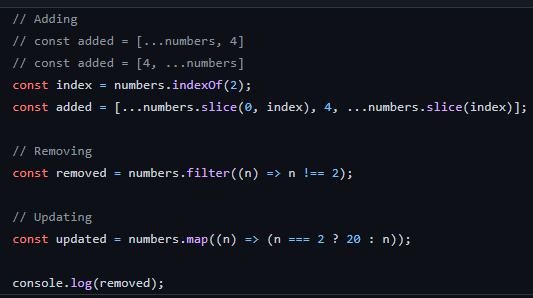 // Adding
// const added = [...numbers, 4]
// const added = [4, ...numbers]
const index = numbers.indexOf(2);
const added = [...numbers.slice(0, index), 4, ...numbers.slice(index)];
// Removing
const removed = numbers.filter((n) => n !== 2);
// Updating
const updated = numbers.map((n) => (n === 2 ? 20 : n));
console.log(removed);